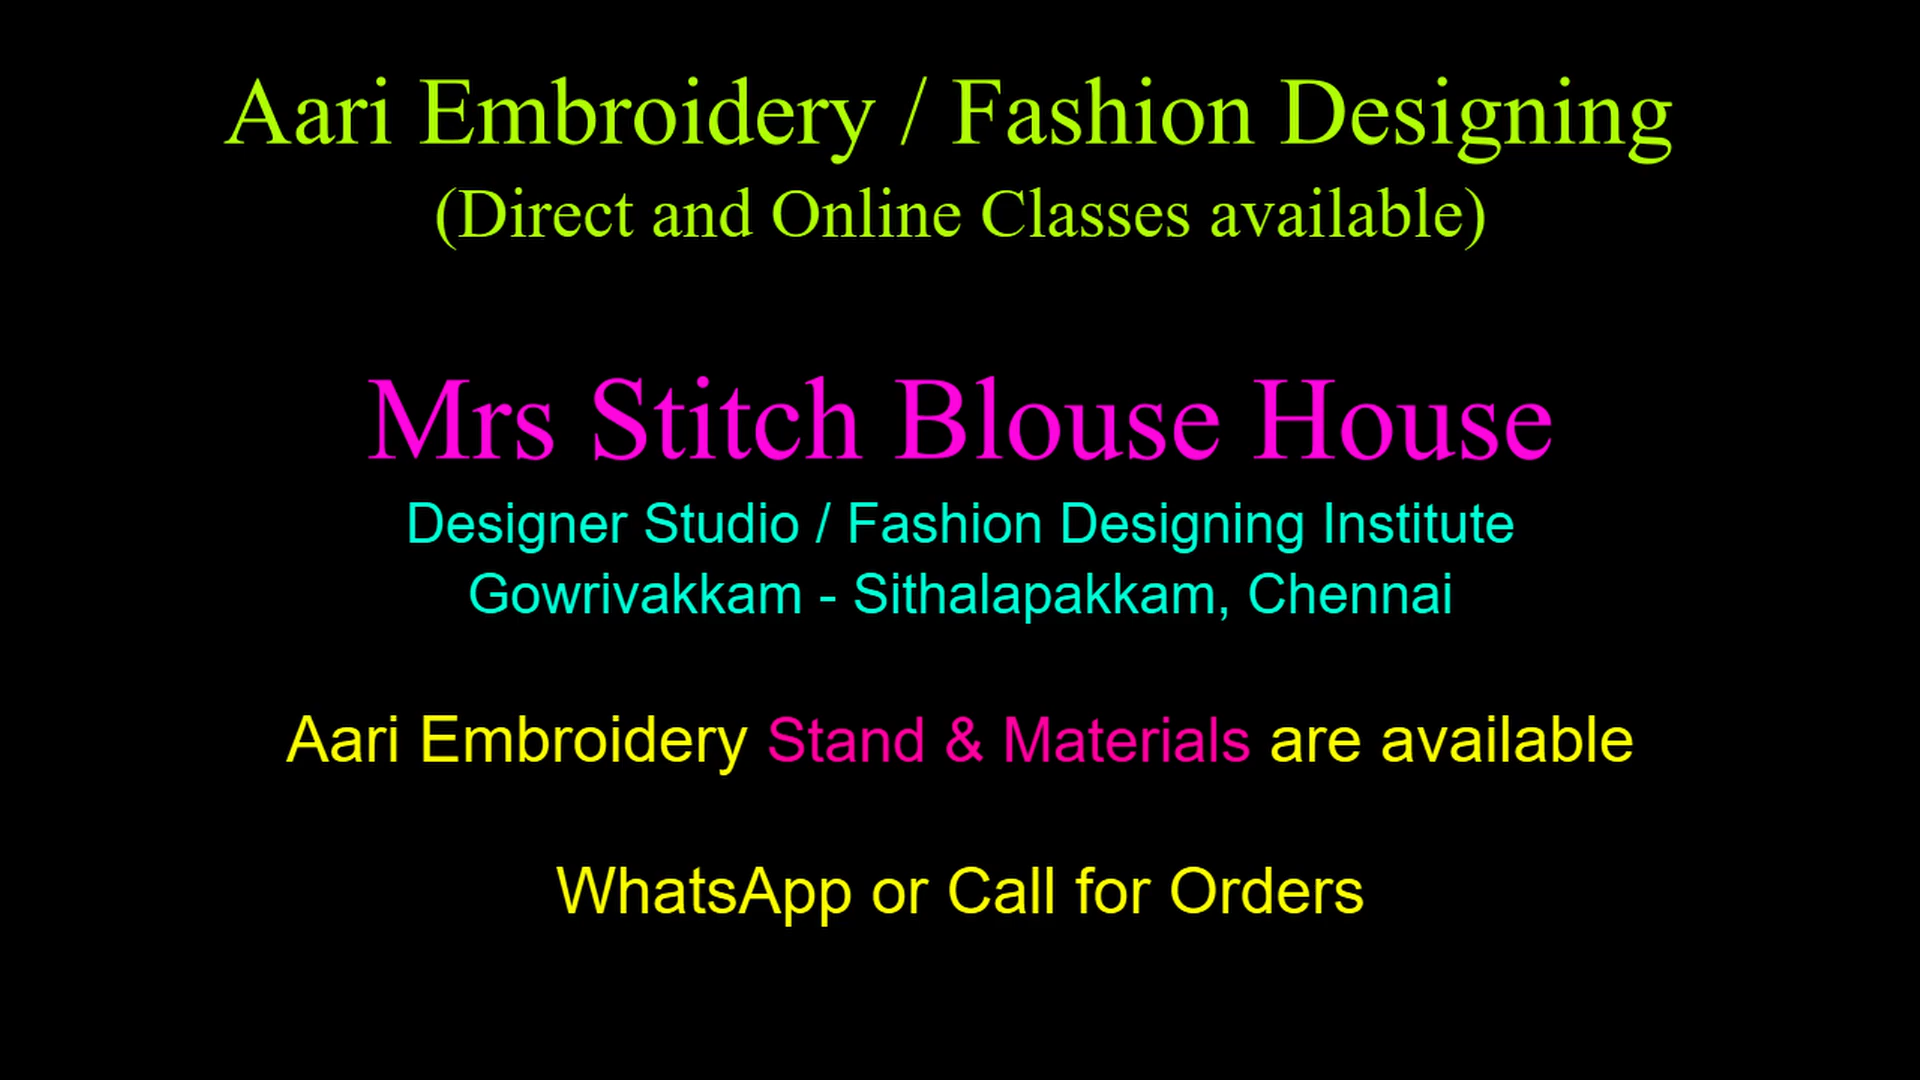 Aari Embroidery / Fashion Designing
(Direct and Online Classes available)
Mrs Stitch Blouse House
Designer Studio / Fashion Designing Institute
Gowrivakkam - Sithalapakkam, Chennai
Aari Embroidery Stand & Materials are available
WhatsApp or Call for Orders